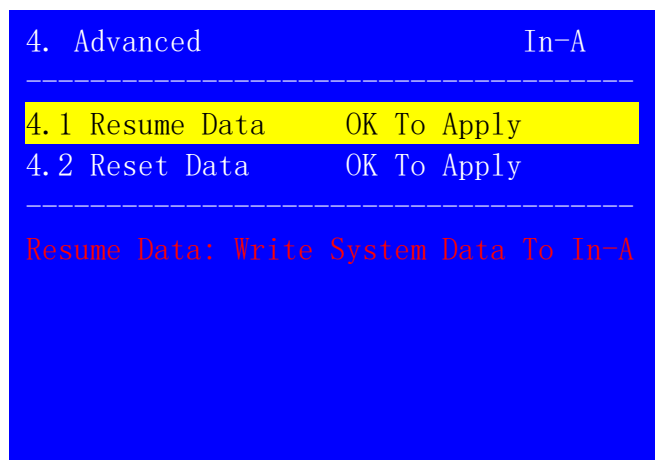 4. Advanced In-A
4.1 Resume Data OK To Apply
4.2 Reset Data OK To Apply
Resume Data: Write System Data To In-A